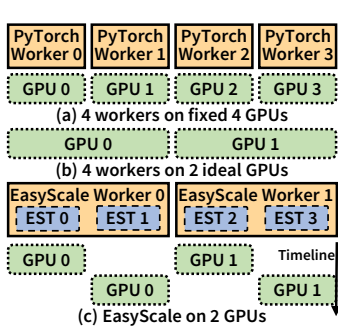 PyTorch PyTorch PyTorch PyTorch
Worker 0 Worker 1 Worker 2 Worker 3
GPU 0 GPU 1 GPU 2 GPU 3
(a) 4 workers on fixed 4 GPUs
GPU 0 GPU 1
(b) 4 workers on 2 ideal GPUs
EasyScale Worker 0 EasyScale Worker 1
EST 0 EST 1 EST 2 EST 3
GPU 0 GPU 1 Timeline
GPU 0 GPU 1
(c) EasyScale on 2 GPUs